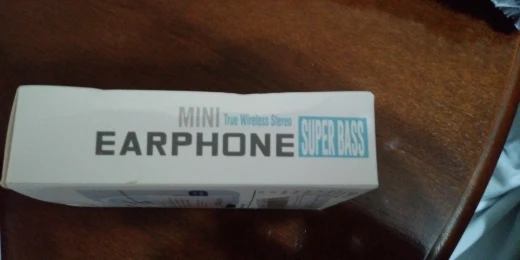 MINI True Wireless Stereo
EARPHONE SUPER BASS